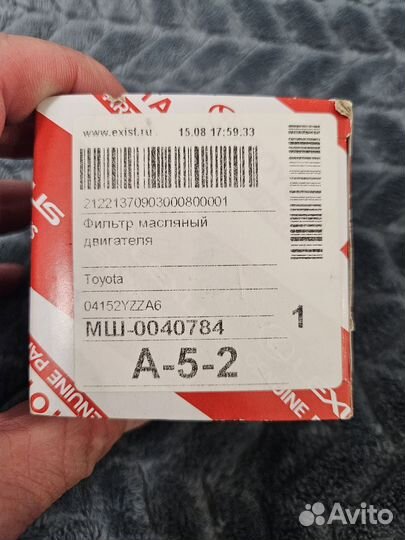 www.exist.ru
15.08 17:59.33
21221370903000800001
Фильтр масляный
двигателя
Toyota
04152YZZA6
МШ-0040784
1
A-5-2
Avito